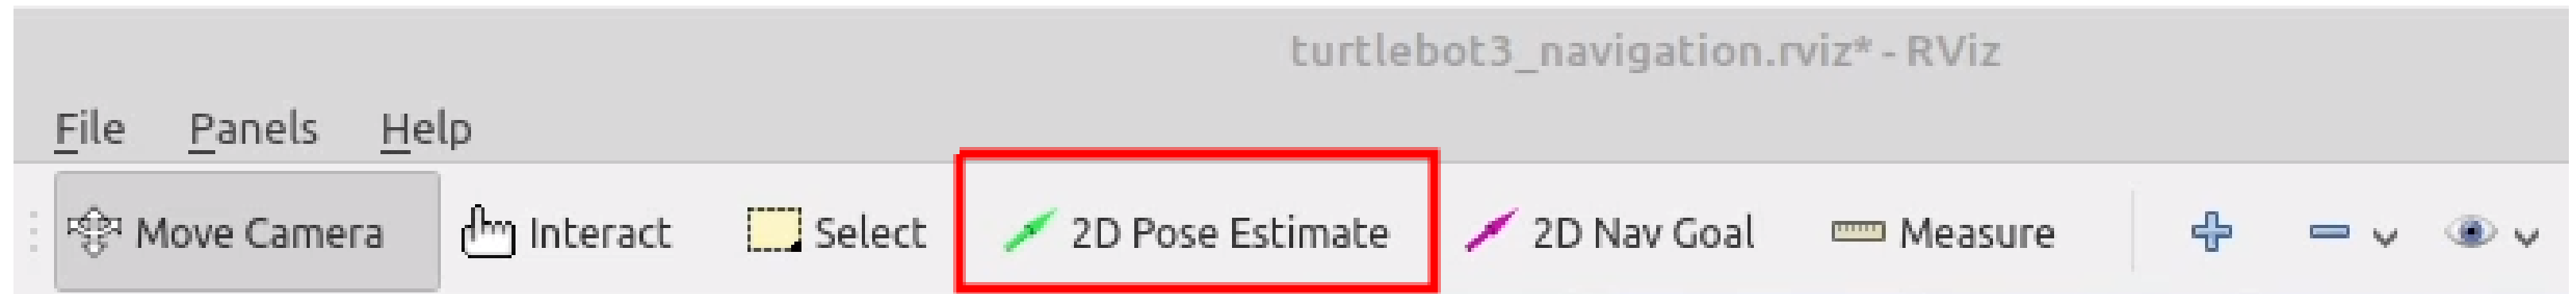 turtlebot3_navigation.rviz* - RViz
File Panels Help
Move Camera Interact Select 2D Pose Estimate 2D Nav Goal Measure